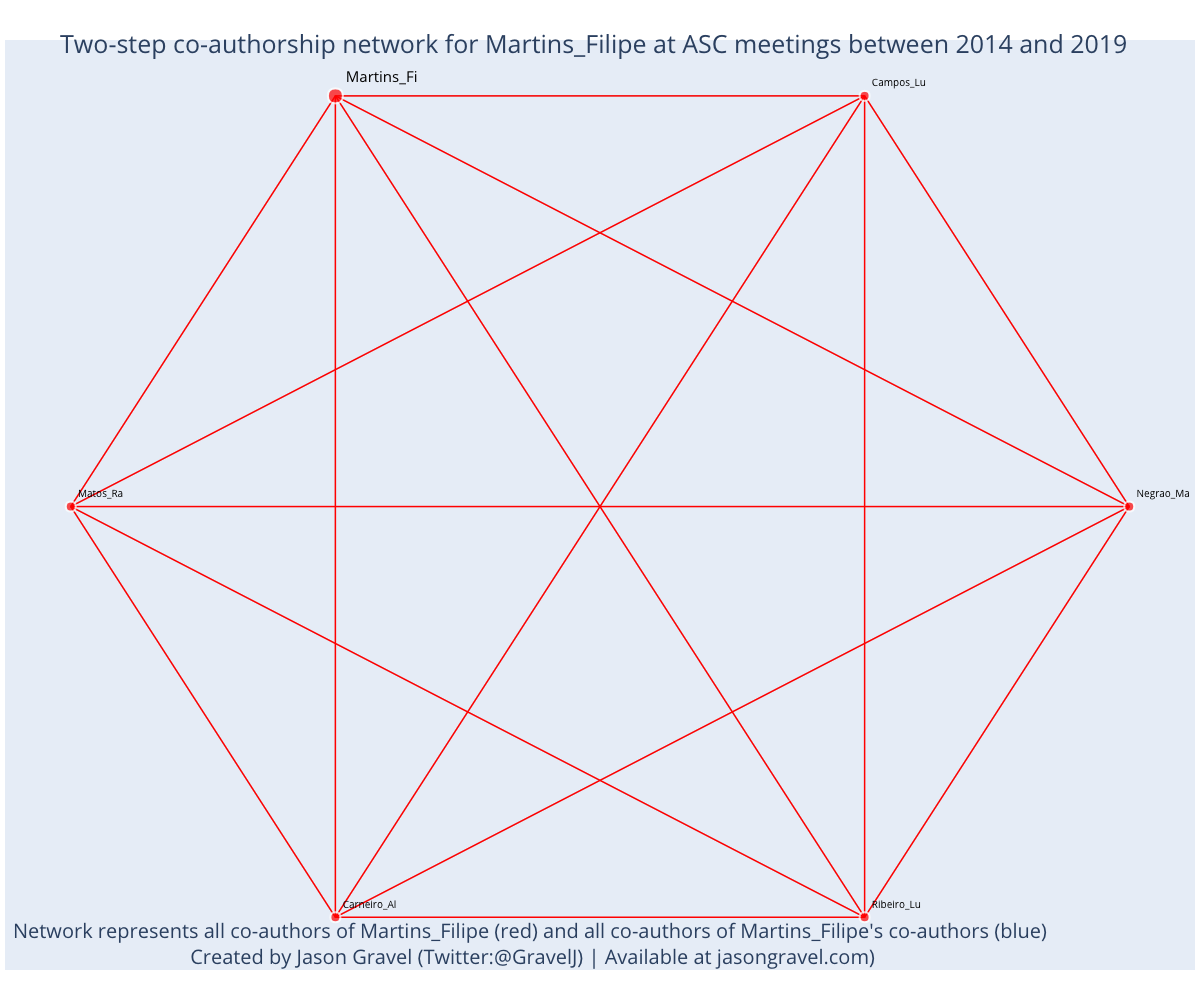 Two-step co-authorship network for Martins_Filipe at ASC meetings between 2014 and 2019
Martins_Fi
Campos_Lu
Matos_Ra
Negrao_Ma
Carneiro_Al
Ribeiro_Lu
Network represents all co-authors of Martins_Filipe (red) and all co-authors of Martins_Filipe's co-authors (blue)
Created by Jason Gravel (Twitter:@GravelJ) | Available at jasongravel.com)